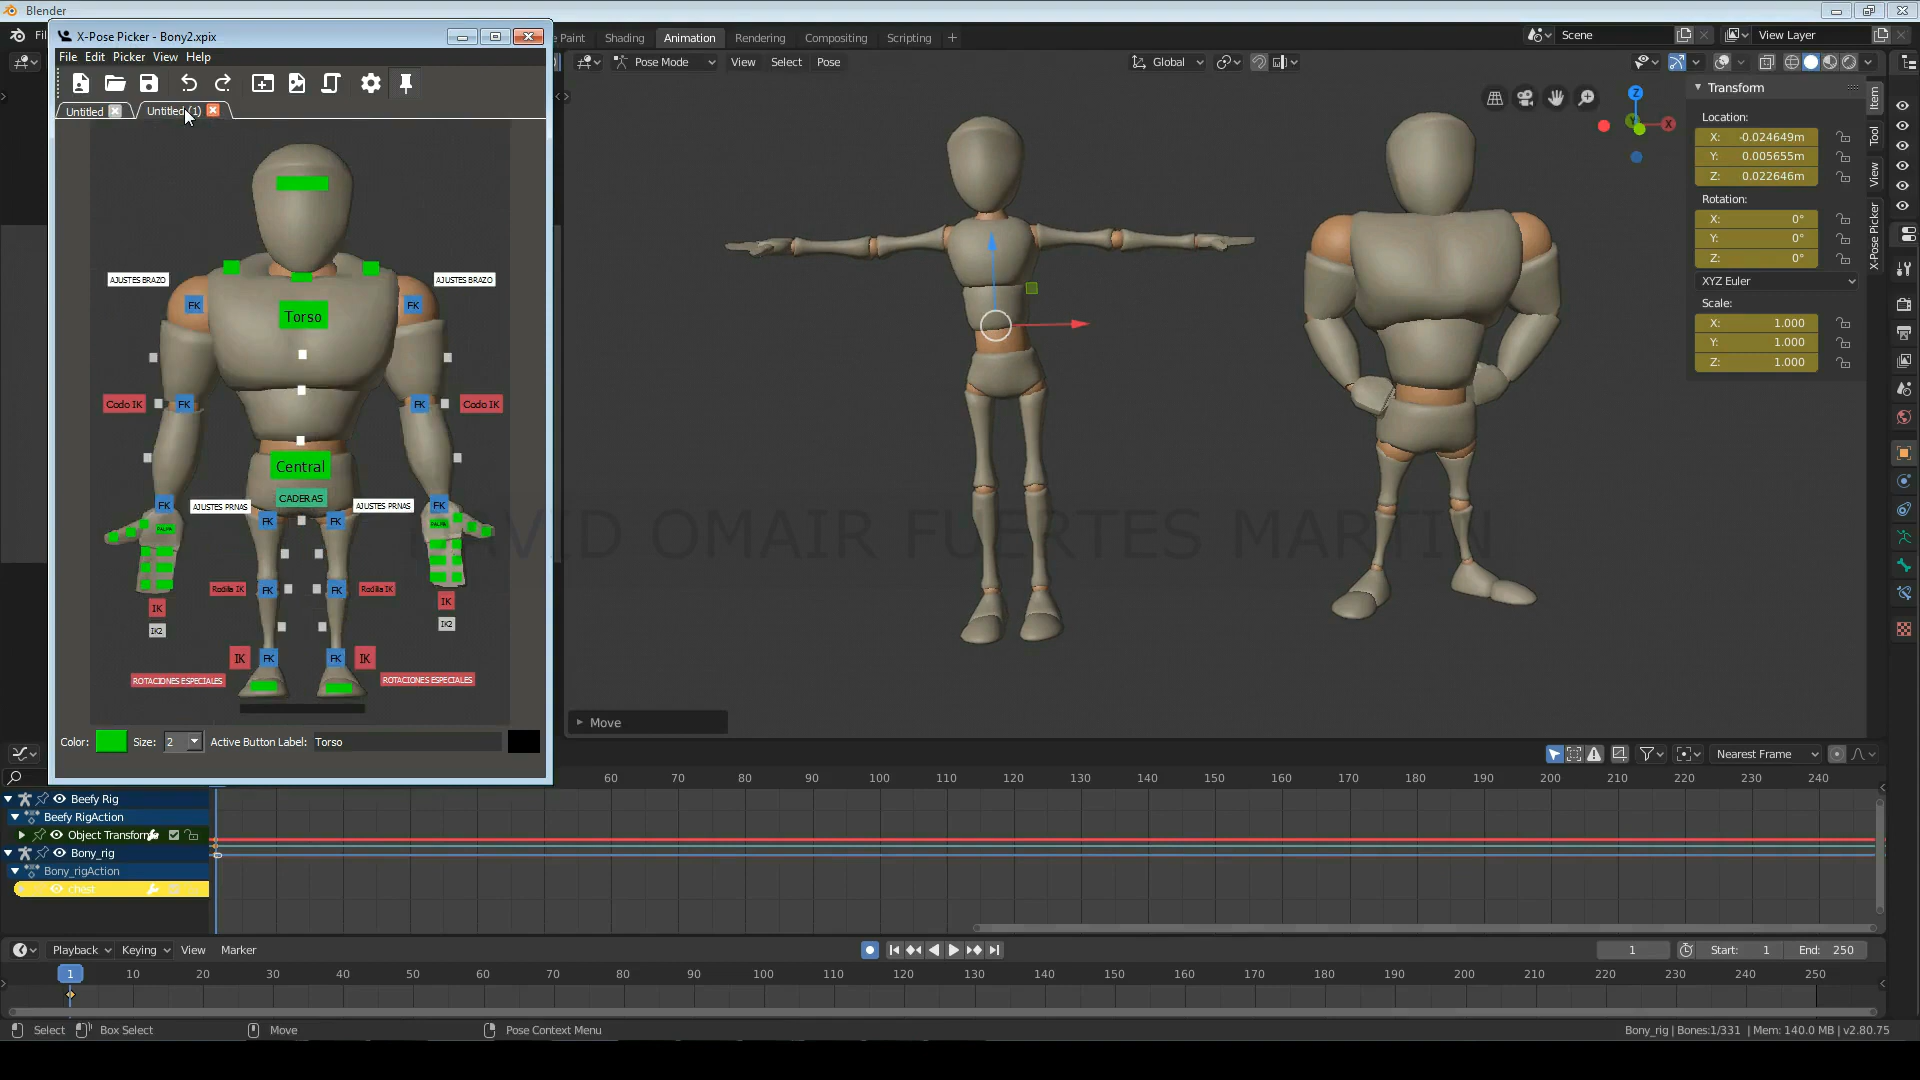 Blender
X-Pose Picker - Bony2.xpix
File Edit Picker View Help
Untitled
Untitled (1)
AJUSTES BRAZO
AJUSTES BRAZO
FK
FK
Torso
Codo IK
FK
FK
Codo IK
Central
CADERAS
FK
AJUSTES PRNAS
AJUSTES PRNAS
FK
FK
FK
PALMA
PALMA
Rodilla IK
FK
FK
Rodilla IK
IK
IK
IK2
IK2
IK
FK
FK
IK
ROTACIONES ESPECIALES
ROTACIONES ESPECIALES
Color: Size: 2 Active Button Label: Torso
Paint Shading Animation Rendering Compositing Scripting +
Scene
View Layer
Pose Mode View Select Pose
Global
Z
X
Transform
Location:
X: -0.024649m
Y: 0.005655m
Z: 0.022646m
Rotation:
X: 0°
Y: 0°
Z: 0°
XYZ Euler
Scale:
X: 1.000
Y: 1.000
Z: 1.000
Item
Tool
View
X-Pose Picker
DAVID OMAIR FUERTES MARTIN
Move
Nearest Frame
60 70 80 90 100 110 120 130 140 150 160 170 180 190 200 210 220 230 240
Beefy Rig
Beefy RigAction
Object Transforms
Bony_rig
Bony_rigAction
chest
Playback Keying View Marker
1 Start: 1 End: 250
1 10 20 30 40 50 60 70 80 90 100 110 120 130 140 150 160 170 180 190 200 210 220 230 240 250
Select Box Select Move Pose Context Menu
Bony_rig | Bones:1/331 | Mem: 140.0 MB | v2.80.75